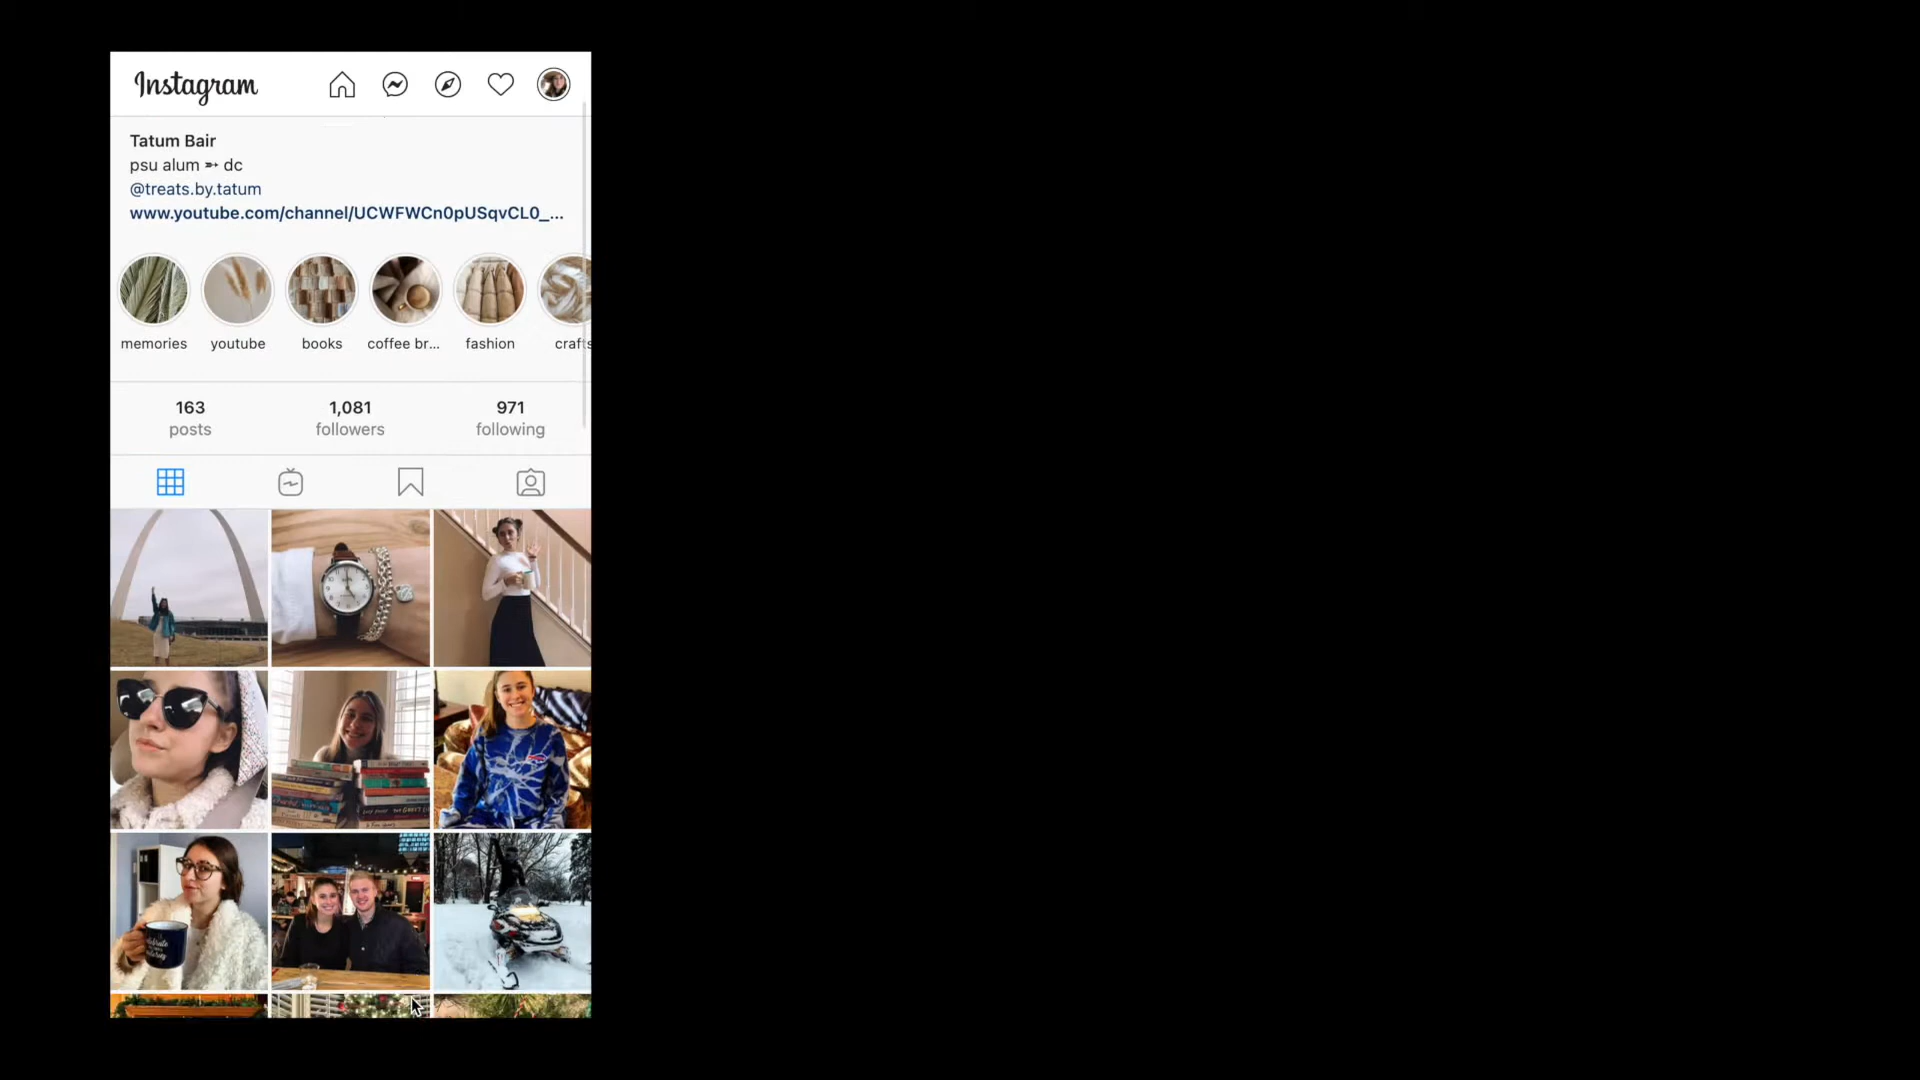 Instagram
Tatum Bair
psu alum ➵ dc
@treats.by.tatum
www.youtube.com/channel/UCWFWCn0pUSqvCL0_...
memories
youtube
books
coffee br...
fashion
crafts
163
posts
1,081
followers
971
following